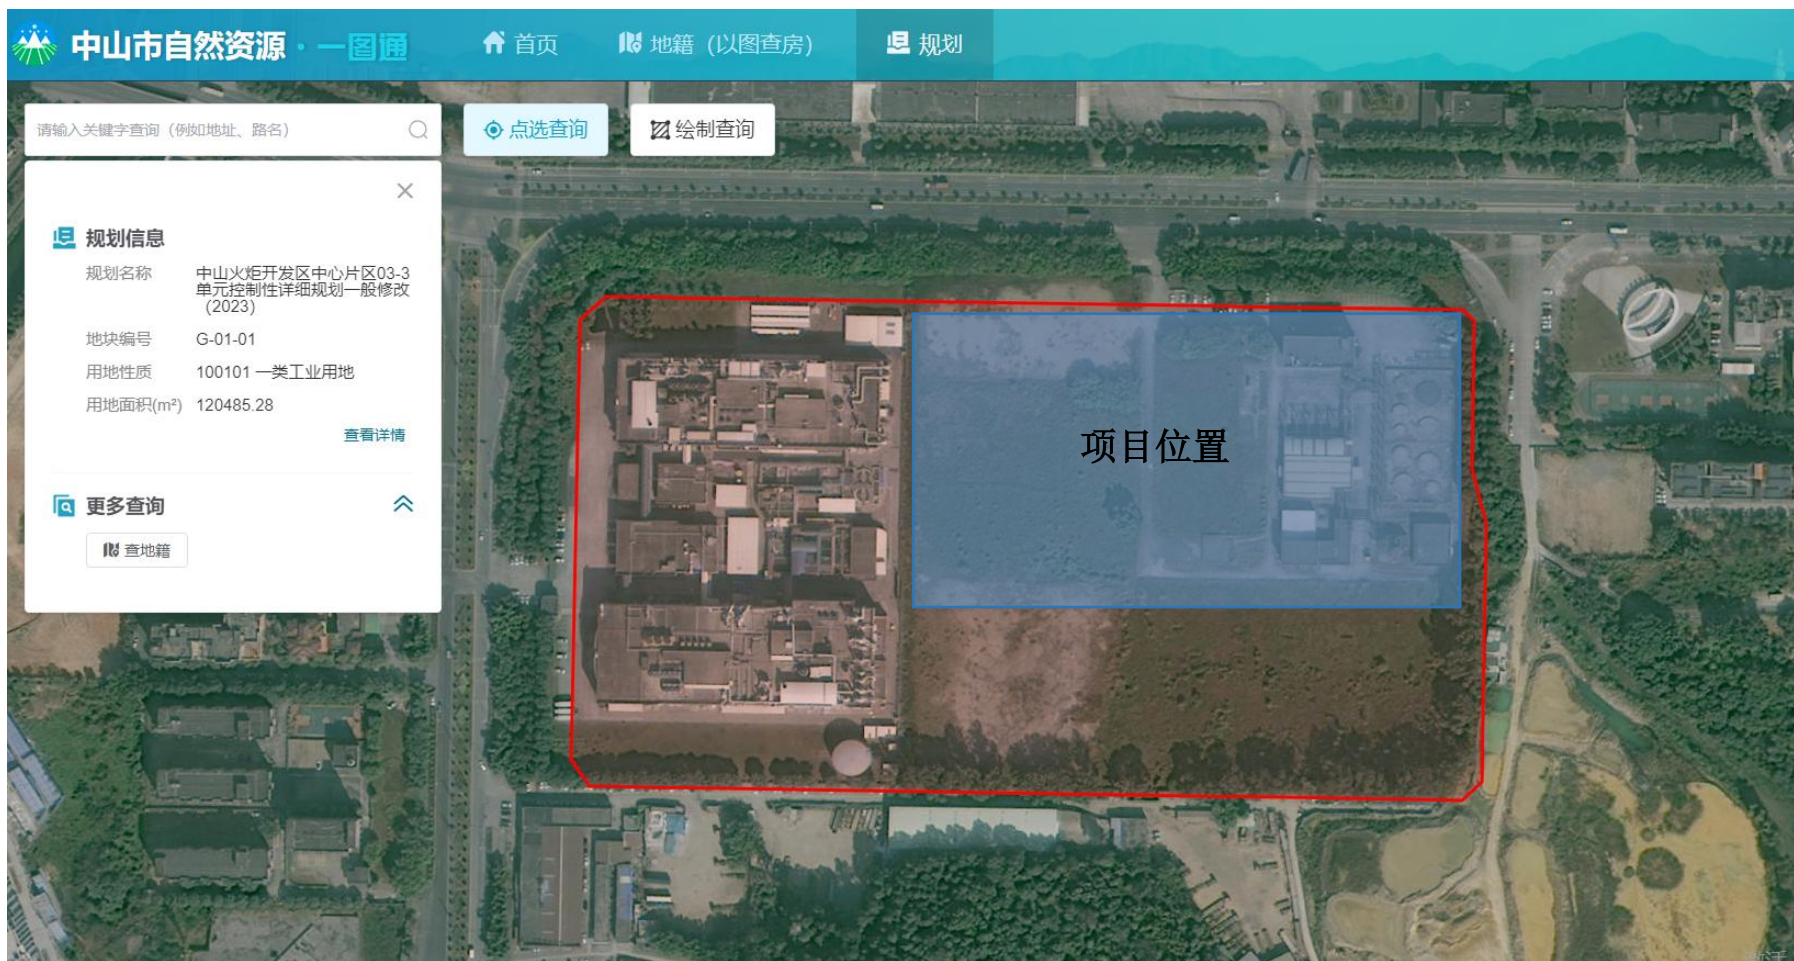 中山市自然资源·一图通
首页
地籍（以图查房）
规划
请输入关键字查询（例如地址、路名）
点选查询
绘制查询
规划信息
规划名称 中山火炬开发区中心片区03-3
单元控制性详细规划一般修改
（2023）
地块编号 G-01-01
用地性质 100101 一类工业用地
用地面积(m²) 120485.28
查看详情
更多查询
查地籍
项目位置